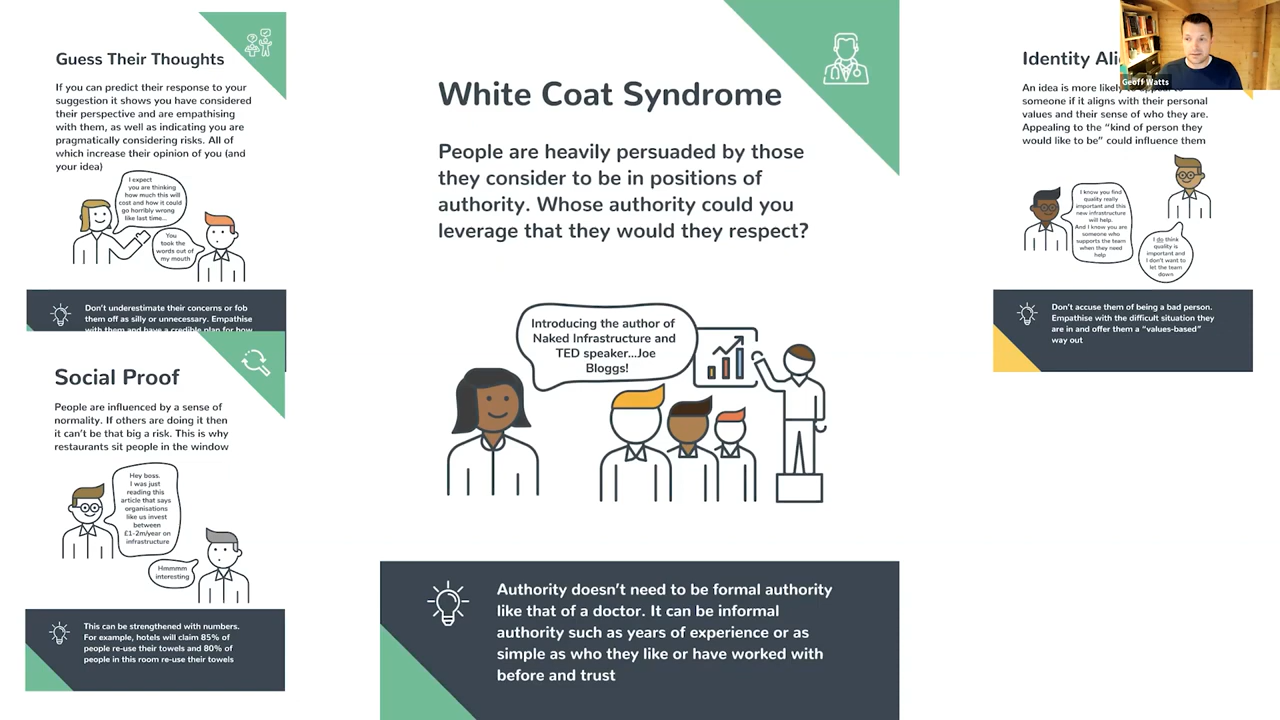 Guess Their Thoughts
If you can predict their response to your
suggestion it shows you have considered
their perspective and are empathising
with them, as well as indicating you are
pragmatically considering risks. All of
which increase their opinion of you (and
your idea)
I expect
you are thinking
how much this will
cost and how it could
go horribly wrong
like last time...
You
took the
words out of
my mouth
Don't underestimate their concerns or fob
them off as silly or unnecessary. Empathise
with them and have a credible plan for how
Social Proof
People are influenced by a sense of
normality. If others are doing it then
it can't be that big a risk. This is why
restaurants sit people in the window
Hey boss.
I was just
reading this
article that says
organisations
like us invest
between
£1-2m/year on
infrastructure
Hmmmm
interesting
This can be strengthened with numbers.
For example, hotels will claim 85% of
people re-use their towels and 80% of
people in this room re-use their towels
White Coat Syndrome
People are heavily persuaded by those
they consider to be in positions of
authority. Whose authority could you
leverage that they would they respect?
Introducing the author of
Naked Infrastructure and
TED speaker...Joe
Bloggs!
Authority doesn't need to be formal authority
like that of a doctor. It can be informal
authority such as years of experience or as
simple as who they like or have worked with
before and trust
Identity
Geoff Watts
An idea is more likely to appeal to
someone if it aligns with their personal
values and their sense of who they are.
Appealing to the "kind of person they
would like to be" could influence them
I know you find
quality really
important and this
new infrastructure
will help.
And I know you are
someone who
supports the team
when they need
help
I do think
quality is
important and
I don't want to
let the team
down
Don't accuse them of being a bad person.
Empathise with the difficult situation they
are in and offer them a "values-based"
way out